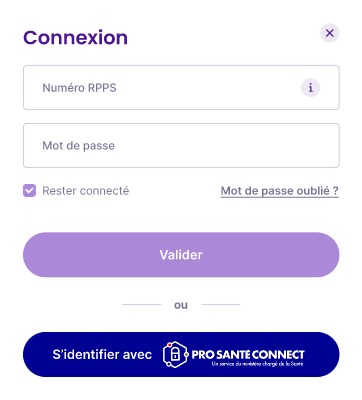 Connexion
Numéro RPPS
i
Mot de passe
Rester connecté
Mot de passe oublié ?
Valider
ou
S'identifier avec PRO SANTE CONNECT
Un service du ministère chargé de la Santé